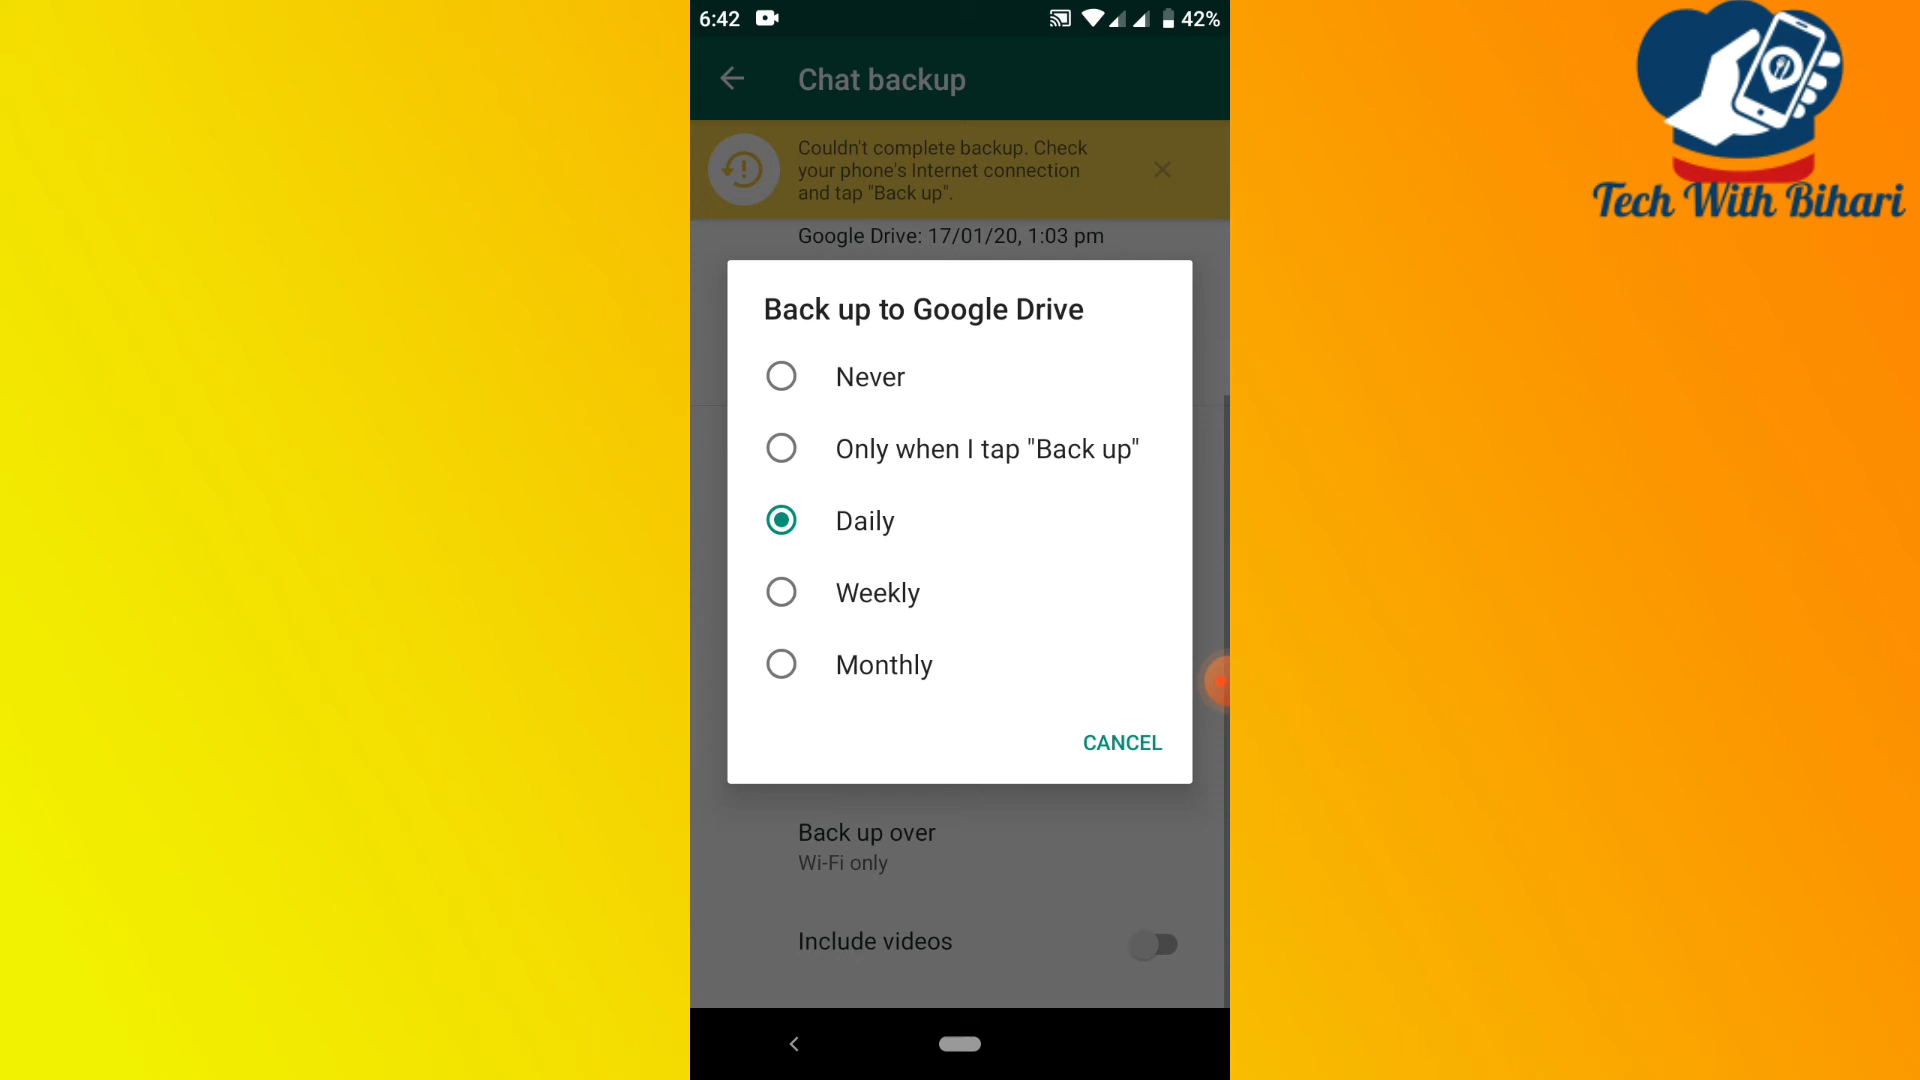 6:42
42%
Tech With Bihari
Chat backup
Couldn't complete backup. Check
your phone's Internet connection
and tap "Back up".
Google Drive: 17/01/20, 1:03 pm
Back up to Google Drive
Never
Only when I tap "Back up"
Daily
Weekly
Monthly
CANCEL
Back up over
Wi-Fi only
Include videos